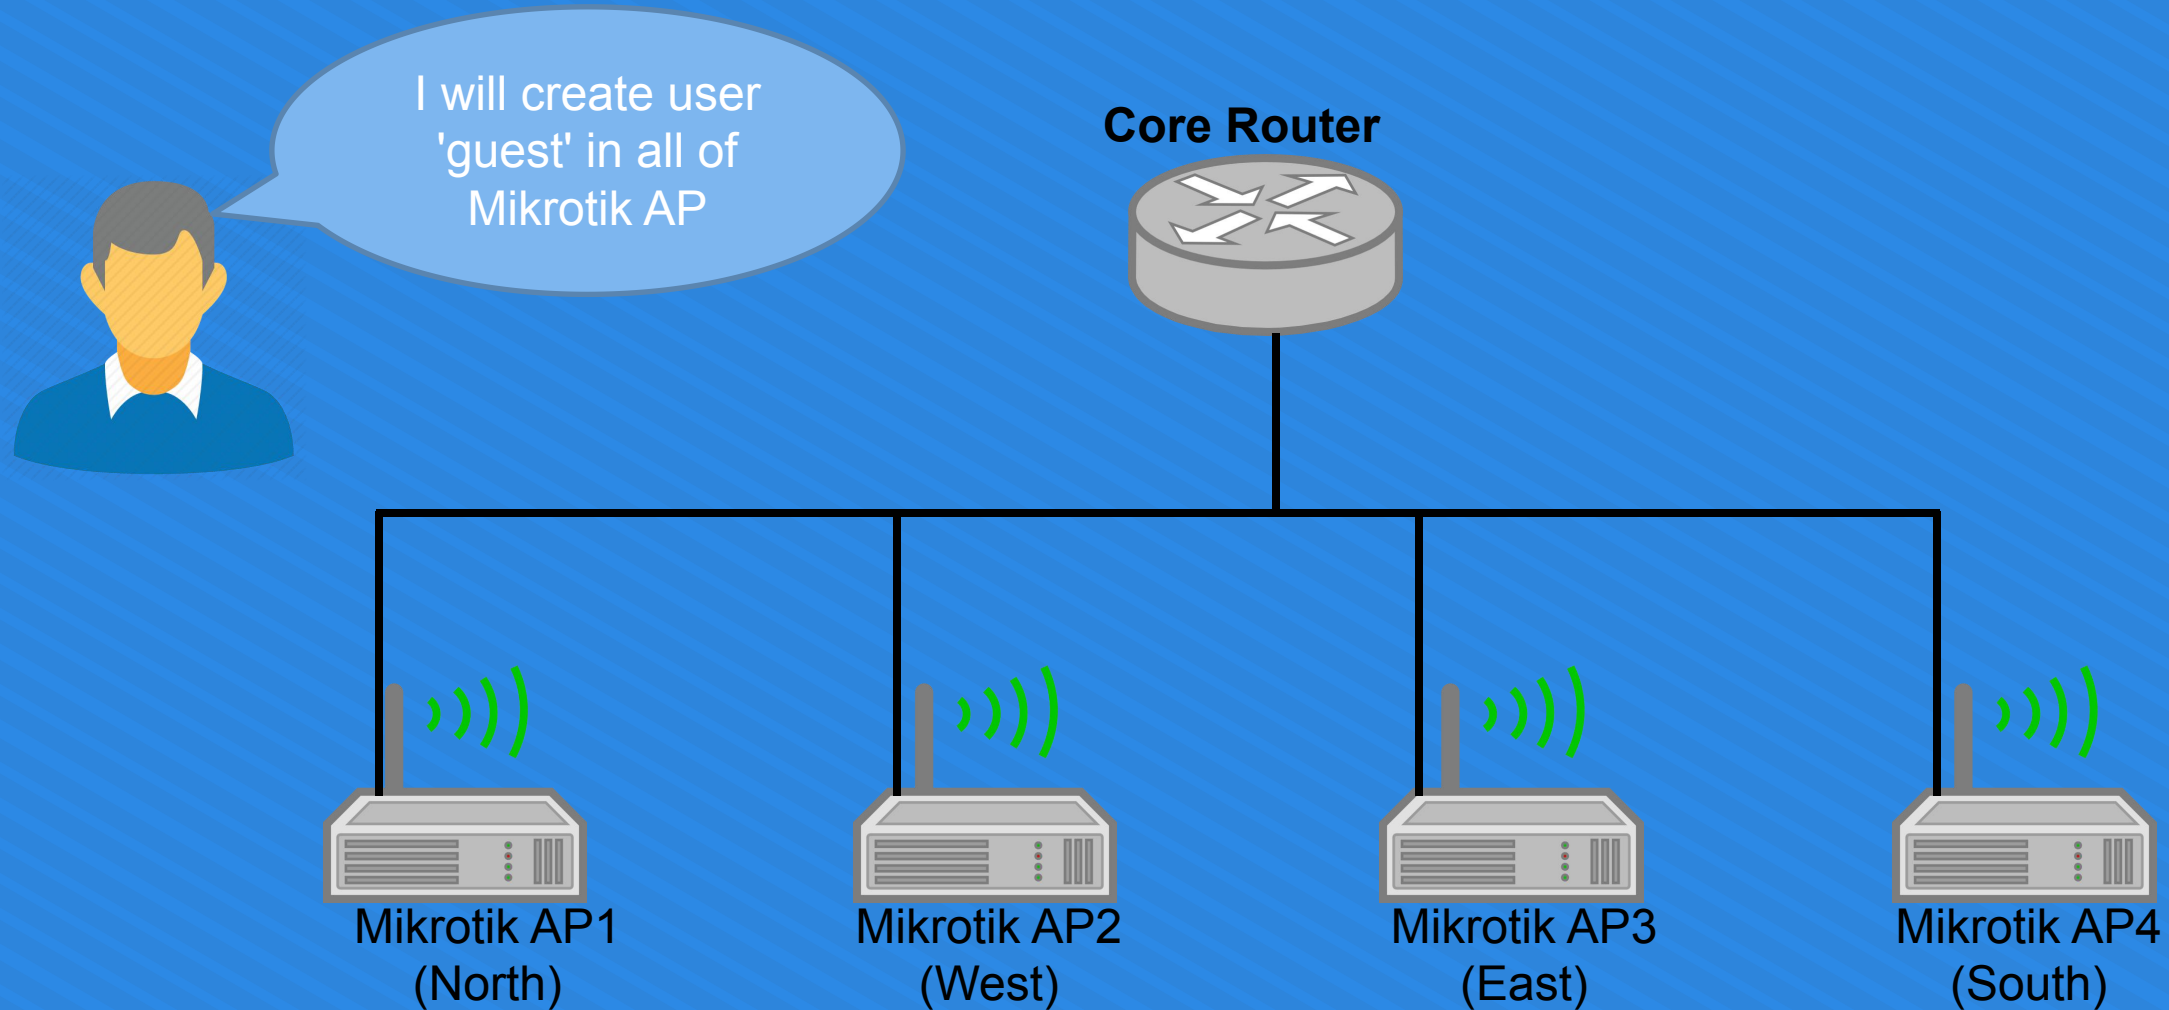 I will create user
'guest' in all of
Mikrotik AP
Core Router
Mikrotik AP1
(North)
Mikrotik AP2
(West)
Mikrotik AP3
(East)
Mikrotik AP4
(South)